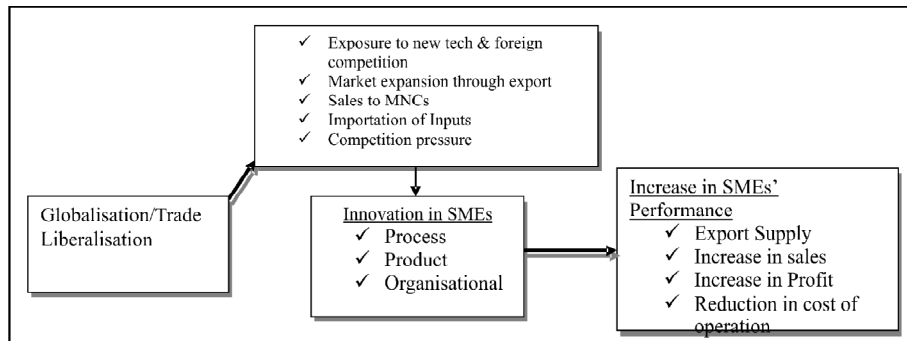 ✓ Exposure to new tech & foreign
competition
✓ Market expansion through export
✓ Sales to MNCs
✓ Importation of Inputs
✓ Competition pressure
Globalisation/Trade
Liberalisation
Innovation in SMEs
✓ Process
✓ Product
✓ Organisational
Increase in SMEs'
Performance
✓ Export Supply
✓ Increase in sales
✓ Increase in Profit
✓ Reduction in cost of
operation